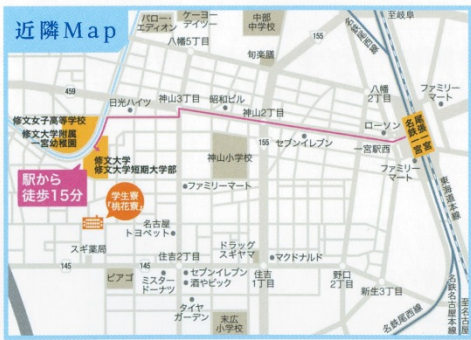 近隣Map
バロー・
エディオン
ケーヨー
デイツー
中部
中学校
八幡5丁目
旬楽膳
155
至岐阜
名鉄尾西線
459
日光ハイツ
神山3丁目
昭和ビル
神山2丁目
八幡
2丁目
ファミリー
マート
修文女子高等学校
修文大学附属
一宮幼稚園
ローソン
尾張一宮
名鉄一宮
155
セブンイレブン
一宮駅西
ファミリー
マート
修文大学
修文大学短期大学部
神山小学校
駅から
徒歩15分
学生寮
「桃花寮」
ファミリーマート
東海道本線
名古屋
トヨペット
スギ薬局
ドラッグ
スギヤマ
145
住吉2丁目
145
マクドナルド
ピアゴ
ミスター
ドーナツ
セブンイレブン
酒やビック
住吉
1丁目
野口
2丁目
新生3丁目
タイヤ
ガーデン
末広
小学校
名鉄尾西線
名鉄名古屋本線
至名古屋